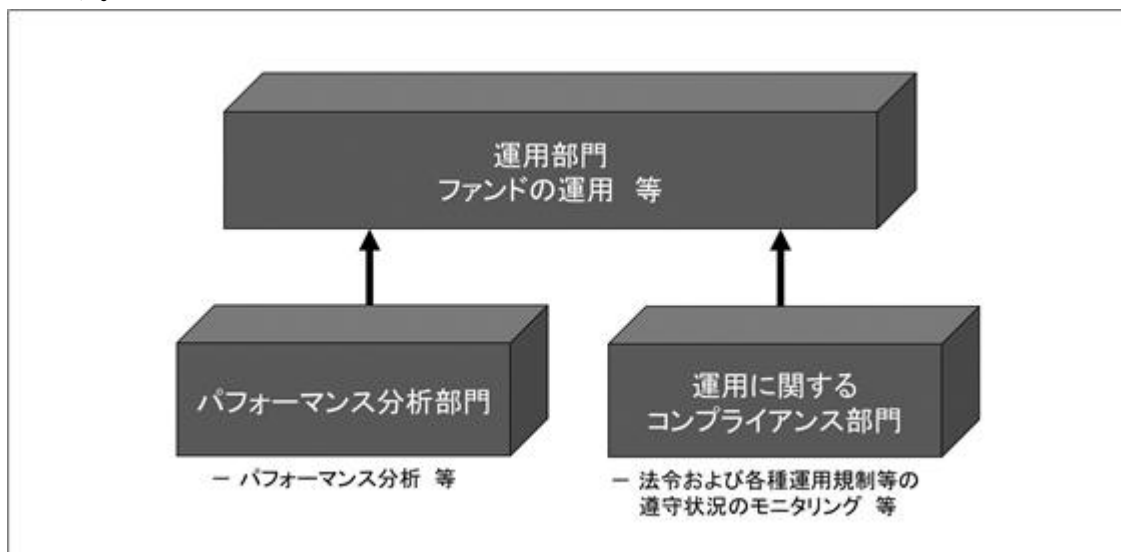 運用部門
ファンドの運用 等
パフォーマンス分析部門
－ パフォーマンス分析 等
運用に関する
コンプライアンス部門
－ 法令および各種運用規制等の
遵守状況のモニタリング 等